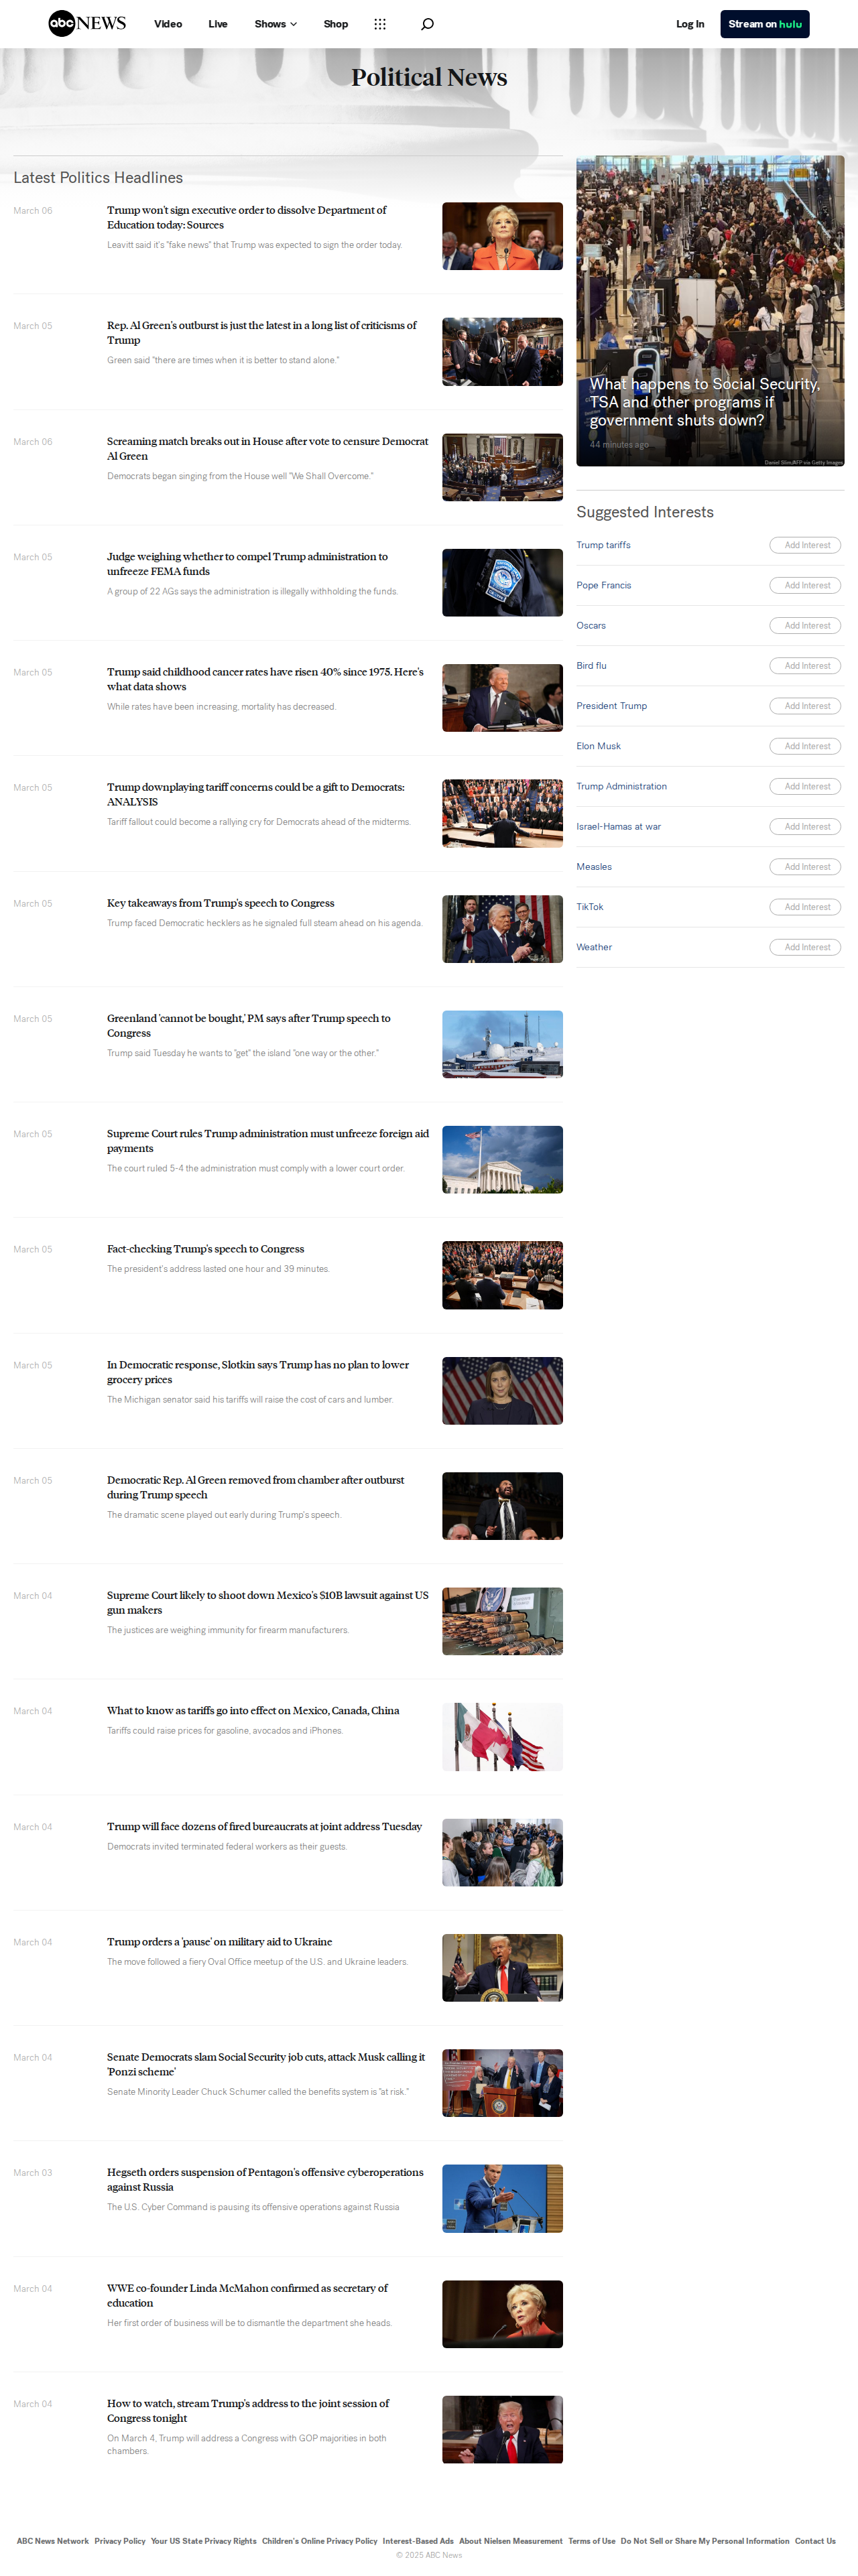 abc NEWS Video Live Shows Shop Log In Stream on hulu
Political News
Latest Politics Headlines
March 06
Trump won't sign executive order to dissolve Department of
Education today: Sources
Leavitt said it's "fake news" that Trump was expected to sign the order today.
March 05
Rep. Al Green's outburst is just the latest in a long list of criticisms of
Trump
Green said "there are times when it is better to stand alone."
March 06
Screaming match breaks out in House after vote to censure Democrat
Al Green
Democrats began singing from the House well "We Shall Overcome."
March 05
Judge weighing whether to compel Trump administration to
unfreeze FEMA funds
A group of 22 AGs says the administration is illegally withholding the funds.
March 05
Trump said childhood cancer rates have risen 40% since 1975. Here's
what data shows
While rates have been increasing, mortality has decreased.
March 05
Trump downplaying tariff concerns could be a gift to Democrats:
ANALYSIS
Tariff fallout could become a rallying cry for Democrats ahead of the midterms.
March 05
Key takeaways from Trump's speech to Congress
Trump faced Democratic hecklers as he signaled full steam ahead on his agenda.
March 05
Greenland 'cannot be bought,' PM says after Trump speech to
Congress
Trump said Tuesday he wants to "get" the island "one way or the other."
March 05
Supreme Court rules Trump administration must unfreeze foreign aid
payments
The court ruled 5-4 the administration must comply with a lower court order.
March 05
Fact-checking Trump's speech to Congress
The president's address lasted one hour and 39 minutes.
March 05
In Democratic response, Slotkin says Trump has no plan to lower
grocery prices
The Michigan senator said his tariffs will raise the cost of cars and lumber.
March 05
Democratic Rep. Al Green removed from chamber after outburst
during Trump speech
The dramatic scene played out early during Trump's speech.
March 04
Supreme Court likely to shoot down Mexico's $10B lawsuit against US
gun makers
The justices are weighing immunity for firearm manufacturers.
March 04
What to know as tariffs go into effect on Mexico, Canada, China
Tariffs could raise prices for gasoline, avocados and iPhones.
March 04
Trump will face dozens of fired bureaucrats at joint address Tuesday
Democrats invited terminated federal workers as their guests.
March 04
Trump orders a 'pause' on military aid to Ukraine
The move followed a fiery Oval Office meetup of the U.S. and Ukraine leaders.
March 04
Senate Democrats slam Social Security job cuts, attack Musk calling it
'Ponzi scheme'
Senate Minority Leader Chuck Schumer called the benefits system is "at risk."
March 03
Hegseth orders suspension of Pentagon's offensive cyberoperations
against Russia
The U.S. Cyber Command is pausing its offensive operations against Russia
March 04
WWE co-founder Linda McMahon confirmed as secretary of
education
Her first order of business will be to dismantle the department she heads.
March 04
How to watch, stream Trump's address to the joint session of
Congress tonight
On March 4, Trump will address a Congress with GOP majorities in both
chambers.
What happens to Social Security,
TSA and other programs if
government shuts down?
44 minutes ago
Daniel Slim/AFP via Getty Images
Suggested Interests
Trump tariffs Add Interest
Pope Francis Add Interest
Oscars Add Interest
Bird flu Add Interest
President Trump Add Interest
Elon Musk Add Interest
Trump Administration Add Interest
Israel-Hamas at war Add Interest
Measles Add Interest
TikTok Add Interest
Weather Add Interest
ABC News Network Privacy Policy Your US State Privacy Rights Children's Online Privacy Policy Interest-Based Ads About Nielsen Measurement Terms of Use Do Not Sell or Share My Personal Information Contact Us
© 2025 ABC News